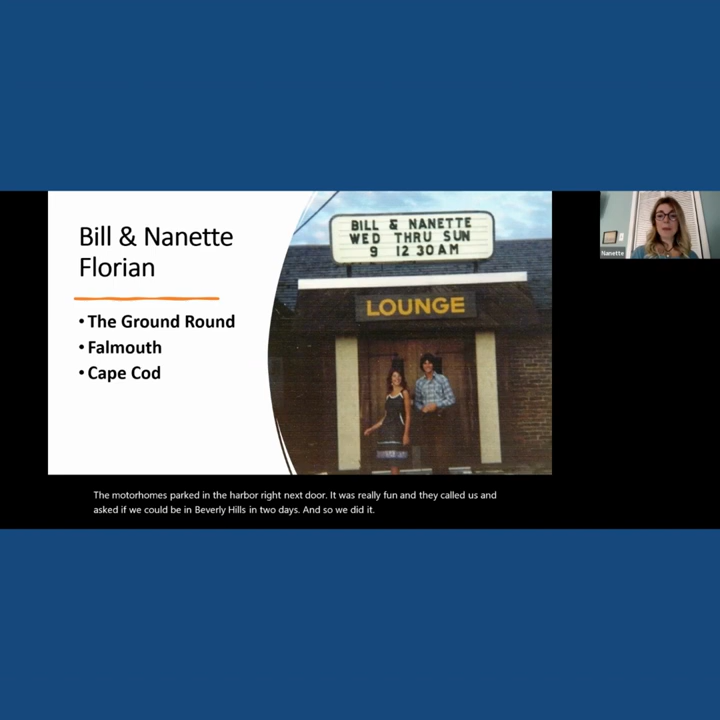 Bill & Nanette
Florian
• The Ground Round
• Falmouth
• Cape Cod
BILL & NANETTE
WED THRU SUN
9 12 30 AM
LOUNGE
Nanette
The motorhomes parked in the harbor right next door. It was really fun and they called us and
asked if we could be in Beverly Hills in two days. And so we did it.